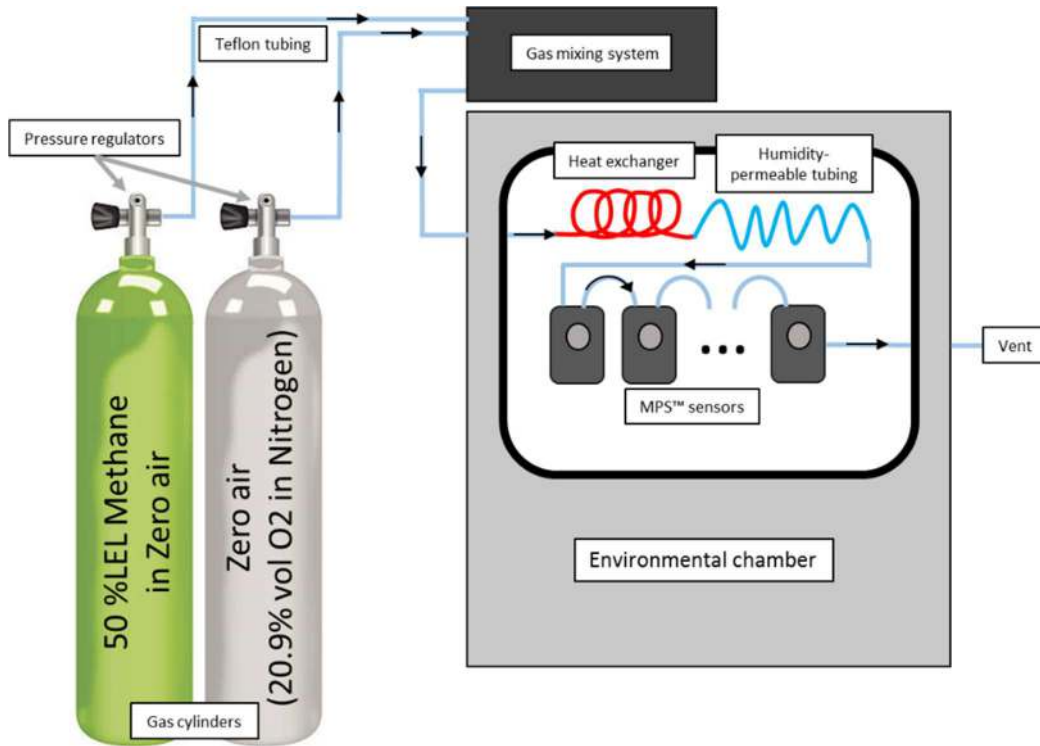 Teflon tubing
Gas mixing system
Pressure regulators
Heat exchanger
Humidity-
permeable tubing
MPS™ sensors
Vent
Environmental chamber
50 %LEL Methane
in Zero air
Zero air
(20.9% vol O2 in Nitrogen)
Gas cylinders